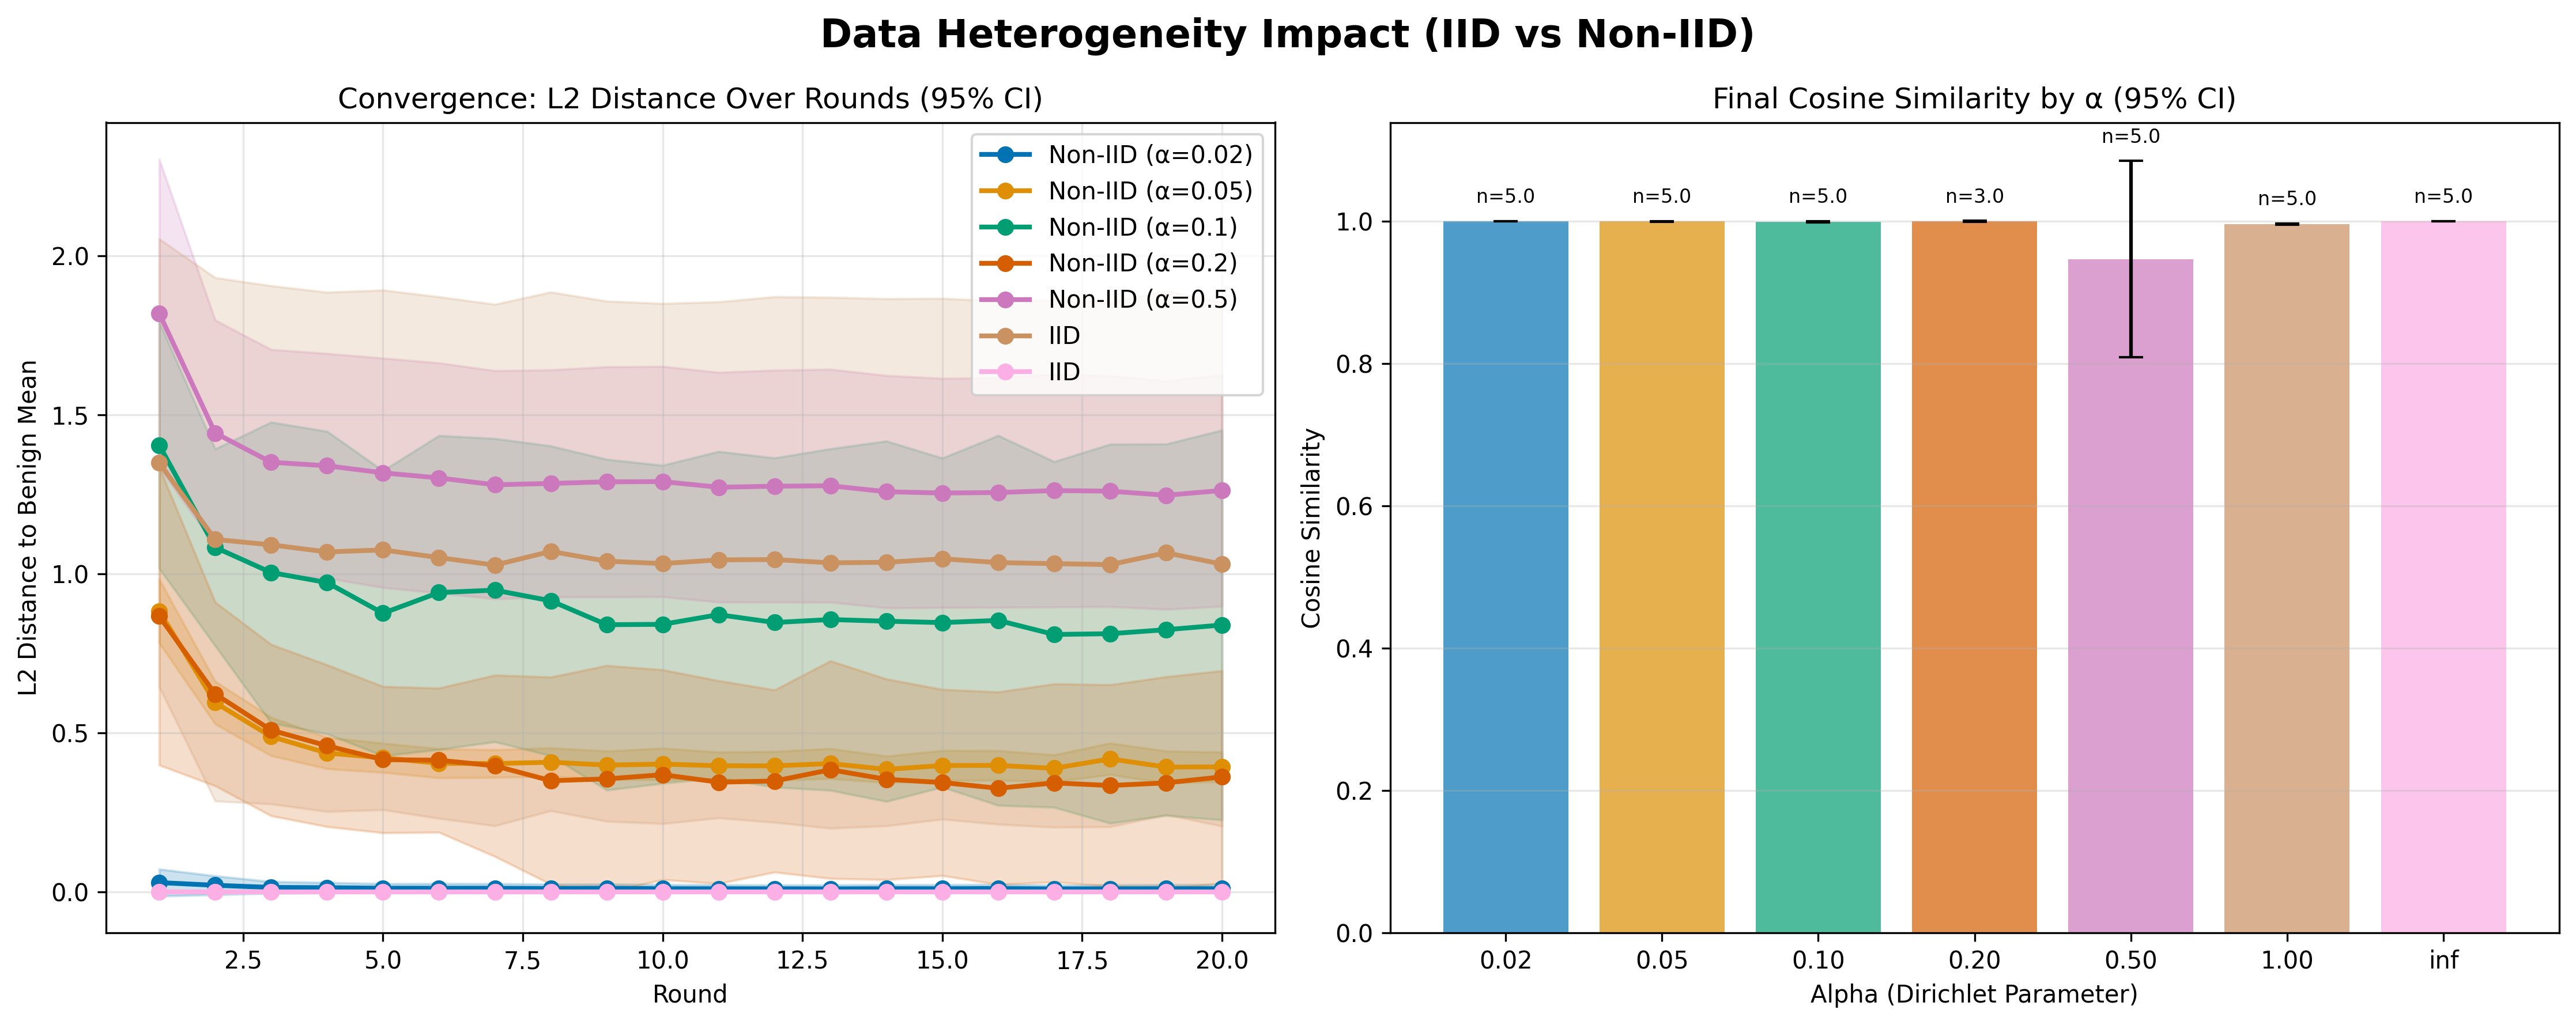 Data Heterogeneity Impact (IID vs Non-IID)
Convergence: L2 Distance Over Rounds (95% CI)
L2 Distance to Benign Mean
2.0
1.5
1.0
0.5
0.0
2.5 5.0 7.5 10.0 12.5 15.0 17.5 20.0
Round
Non-IID (α=0.02)
Non-IID (α=0.05)
Non-IID (α=0.1)
Non-IID (α=0.2)
Non-IID (α=0.5)
IID
IID
Final Cosine Similarity by α (95% CI)
Cosine Similarity
1.0
0.8
0.6
0.4
0.2
0.0
n=5.0 n=5.0 n=5.0 n=3.0 n=5.0 n=5.0 n=5.0
0.02 0.05 0.10 0.20 0.50 1.00 inf
Alpha (Dirichlet Parameter)